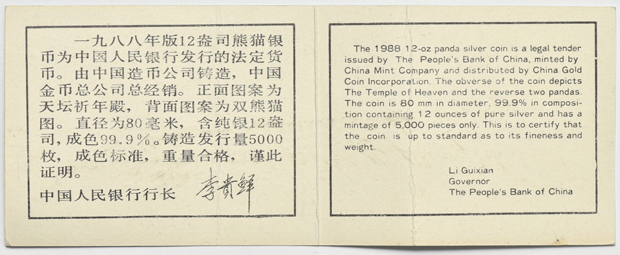 一九八八年版12盎司熊猫银
币为中国人民银行发行的法定货
币。由中国造币公司铸造，中国
金币总公司总经销。正面图案为
天坛祈年殿，背面图案为双熊猫
图。直径为80毫米，含纯银12盎
司，成色99.9%。铸造发行量5000
枚，成色标准，重量合格，谨此
证明。
中国人民银行行长 李贵鲜
The 1988 12-oz panda silver coin is a legal tender
issued by The People's Bank of China, minted by
China Mint Company and distributed by China Gold
Coin Incorporation. The obverse of the coin depicts
The Temple of Heaven and the reverse two pandas.
The coin is 80 mm in diameter, 99.9% in composi-
tion containing 12 ounces of pure silver and has a
mintage of 5,000 pieces only. This is to certify that
the coin is up to standard as to its fineness and
weight.
Li Guixian
Governor
The People's Bank of China